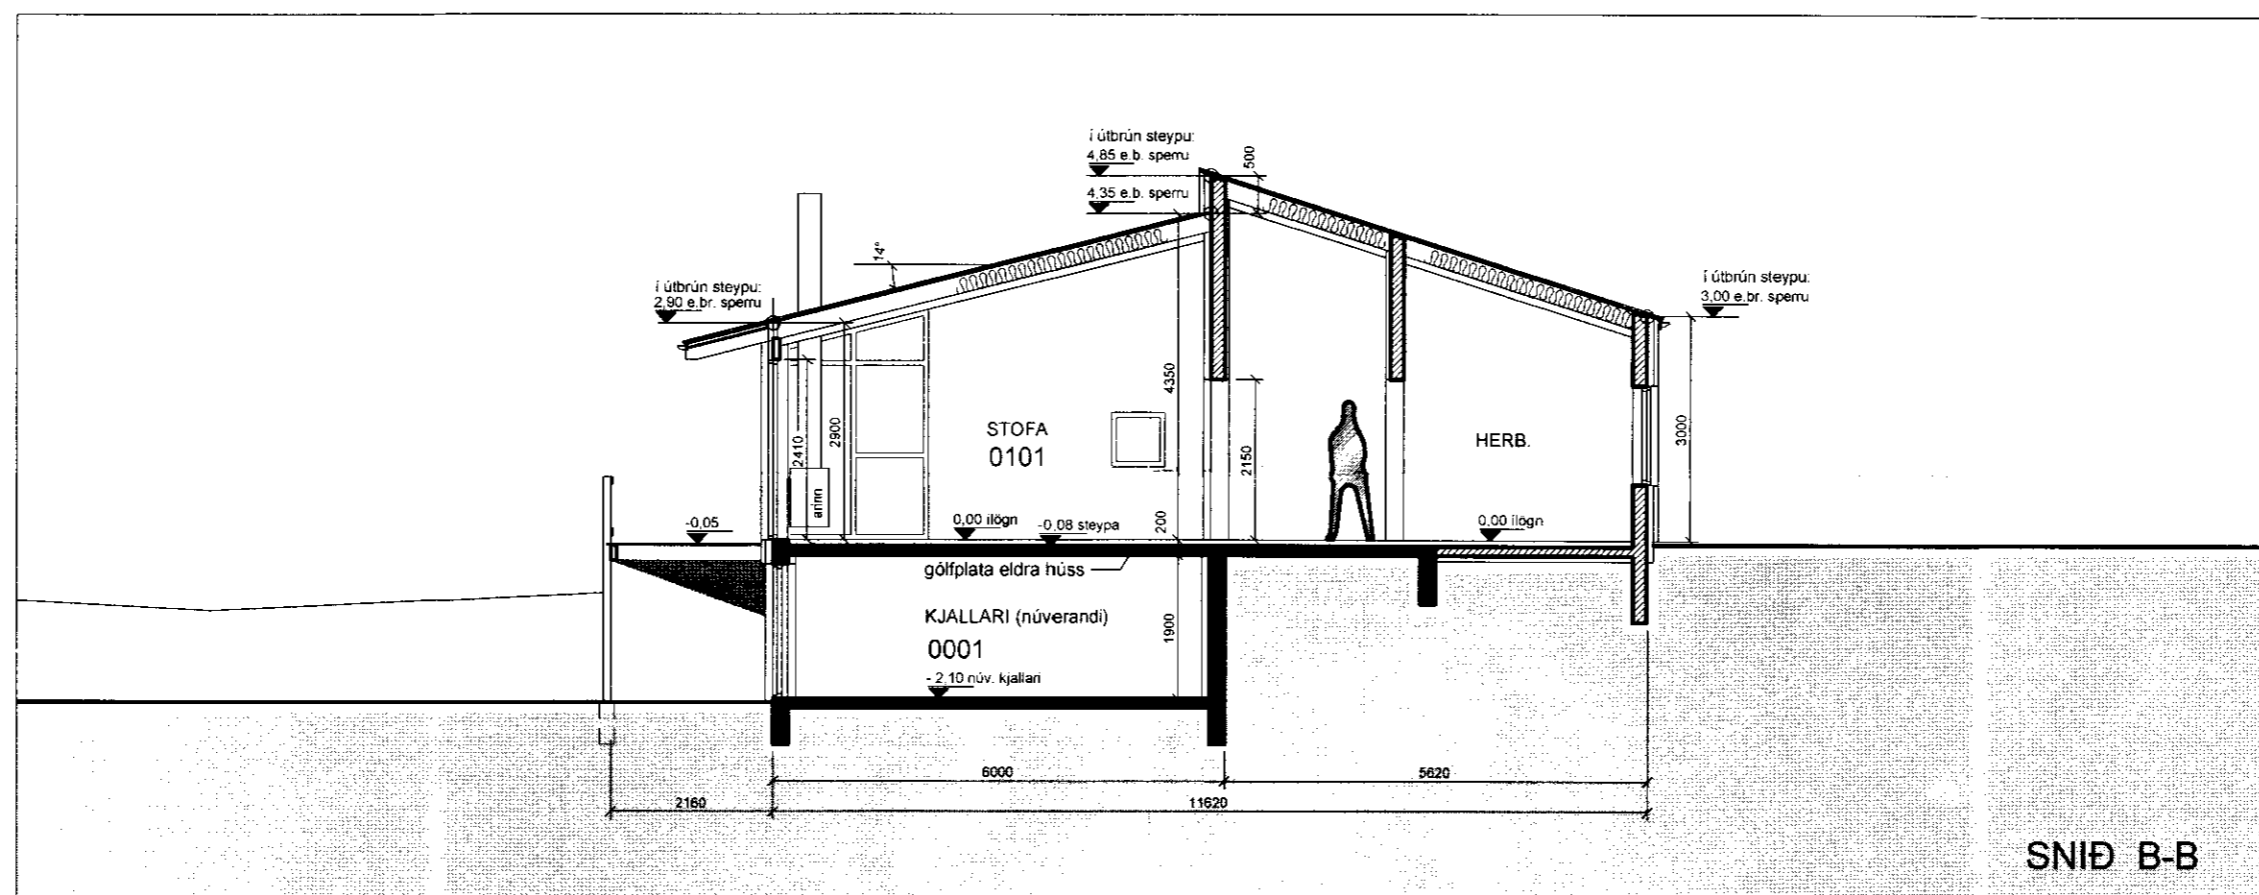 í útbrún steypu:
4,85 e.b. sperru
4,35 e.b. sperru
500
14°
í útbrún steypu:
2,90 e.br. sperru
í útbrún steypu:
3,00 e.br. sperru
4350
2900
2410
STOFA
0101
2150
HERB.
3000
arinn
-0,05
0,00 ílögn
-0,08 steypa
200
0,00 ílögn
gólfplata eldra húss
KJALLARI (núverandi)
0001
1900
- 2,10 núv. kjallari
6000
5620
2160
11620
SNIÐ B-B